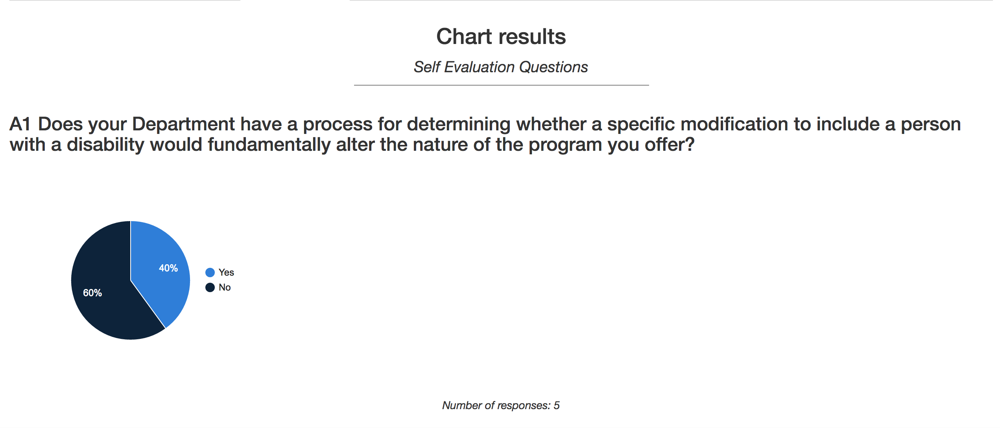 Chart results
Self Evaluation Questions
A1 Does your Department have a process for determining whether a specific modification to include a person
with a disability would fundamentally alter the nature of the program you offer?
40%
60%
Yes
No
Number of responses: 5